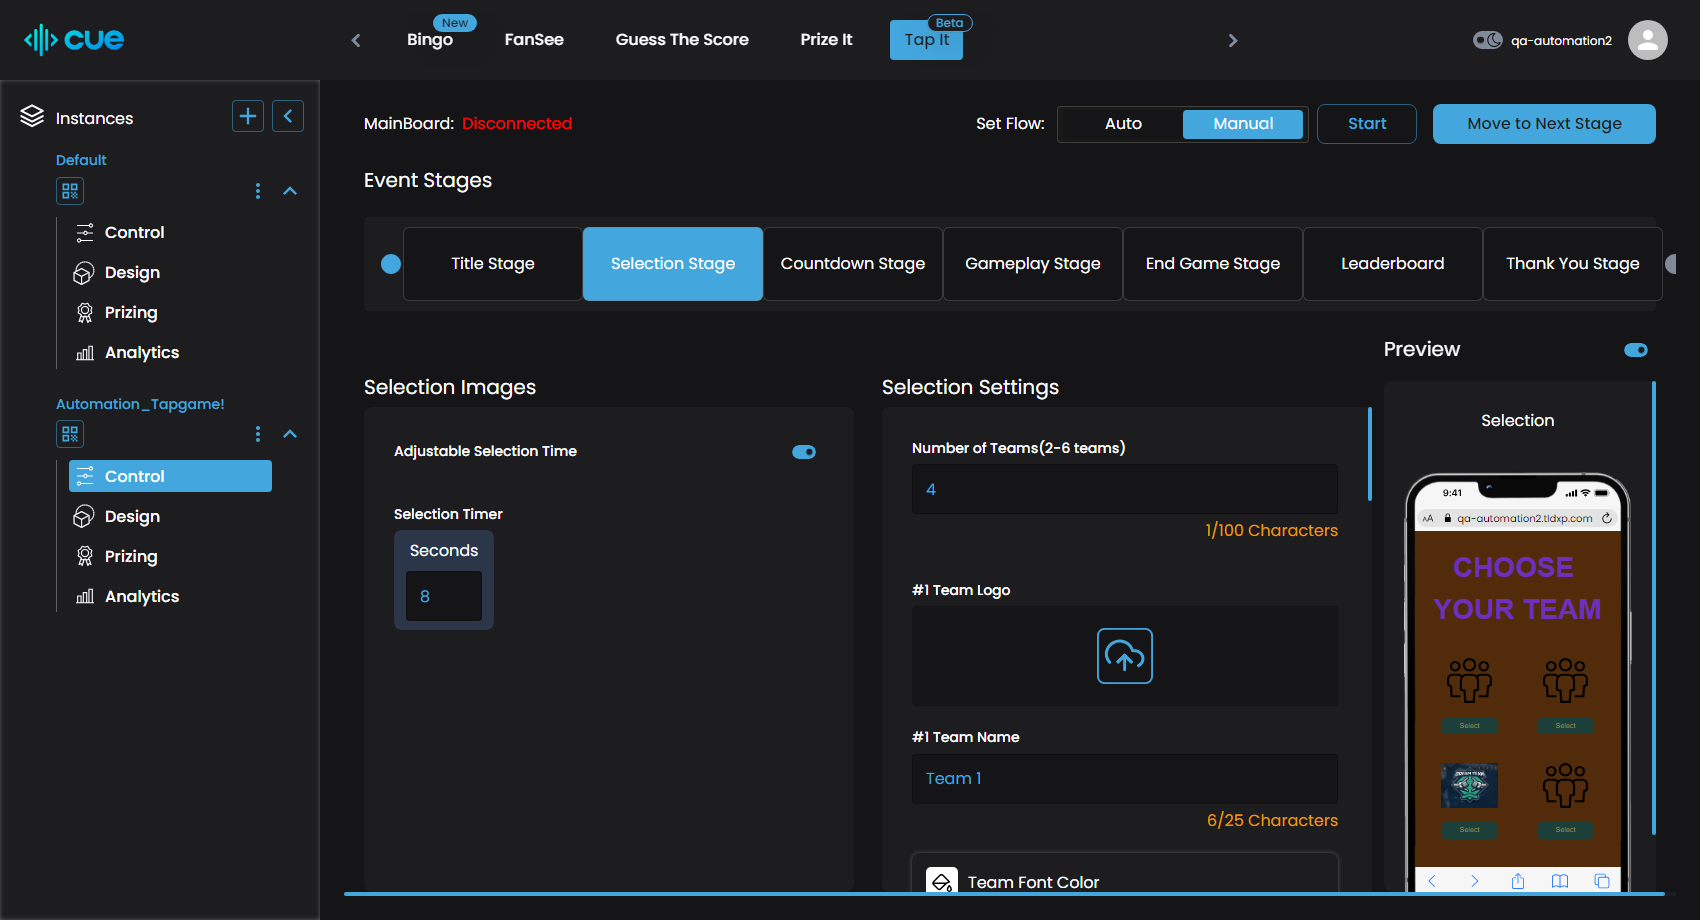 cue
New
Bingo
FanSee
Guess The Score
Prize It
Beta
Tap It
qa-automation2
Instances
Default
Control
Design
Prizing
Analytics
Automation_Tapgame!
Control
Design
Prizing
Analytics
MainBoard: Disconnected
Set Flow:
Auto
Manual
Start
Move to Next Stage
Event Stages
Title Stage
Selection Stage
Countdown Stage
Gameplay Stage
End Game Stage
Leaderboard
Thank You Stage
Selection Images
Adjustable Selection Time
Selection Timer
Seconds
8
Selection Settings
Number of Teams(2-6 teams)
4
1/100 Characters
#1 Team Logo
#1 Team Name
Team 1
6/25 Characters
Team Font Color
Preview
Selection
9:41
AA
qa-automation2.tldxp.com
CHOOSE
YOUR TEAM
Select
Select
Select
Select